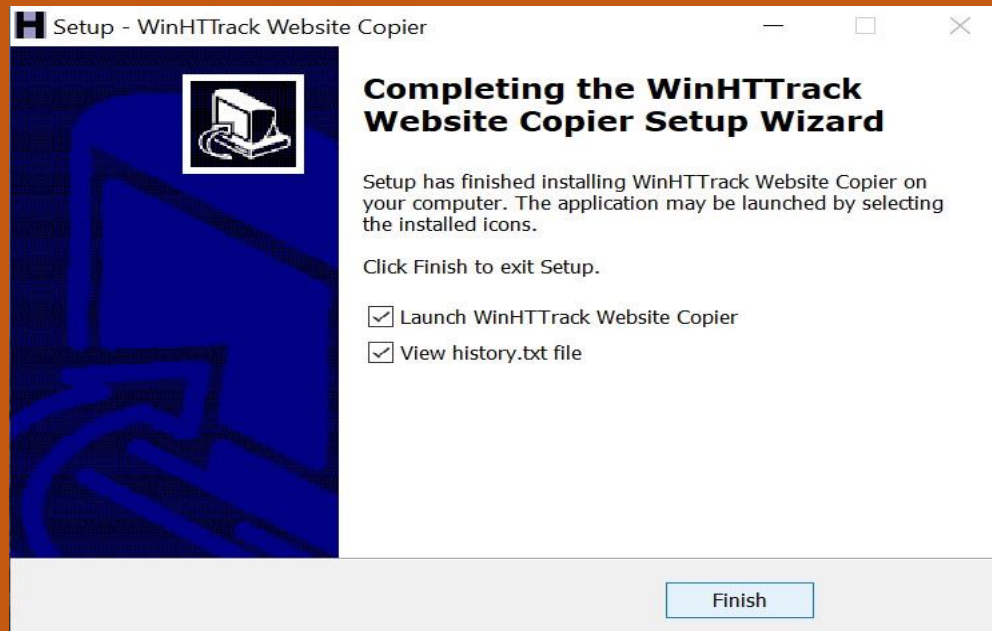 Setup - WinHTTrack Website Copier
Completing the WinHTTrack
Website Copier Setup Wizard
Setup has finished installing WinHTTrack Website Copier on
your computer. The application may be launched by selecting
the installed icons.
Click Finish to exit Setup.
Launch WinHTTrack Website Copier
View history.txt file
Finish